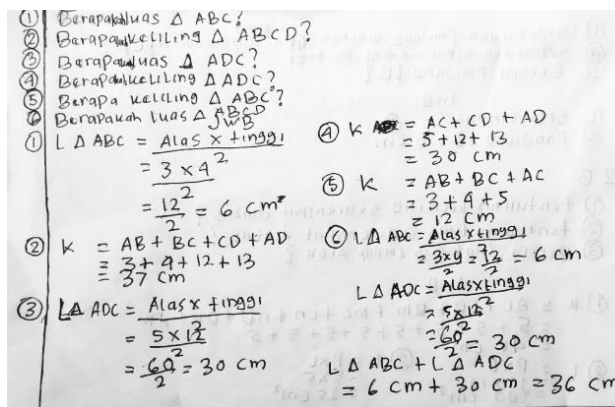 ① Berapakah luas Δ ABC?
② Berapakah keliling Δ ABCD?
③ Berapakah luas Δ ADC?
④ Berapakah keliling Δ ADC?
⑤ Berapa keliling Δ ABC?
⑥ Berapakah luas Δ ABCD
JWB
① L Δ ABC = Alas x tinggi / 2
= 3 x 4 / 2
= 12 / 2 = 6 cm²
② K = AB + BC + CD + AD
= 3 + 9 + 12 + 13
= 37 cm
③ L Δ ADC = Alas x tinggi / 2
= 5 x 12 / 2
= 60 / 2 = 30 cm
④ K = AC + CD + AD
= 5 + 12 + 13
= 30 cm
⑤ K = AB + BC + AC
= 3 + 4 + 5
= 12 cm
⑥ L Δ ABC = Alas x tinggi / 2
= 3 x 4 / 2 = 12 / 2 = 6 cm
L Δ ADC = Alas x tinggi / 2
= 5 x 12 / 2
= 60 / 2 = 30 cm
L Δ ABC + L Δ ADC
= 6 cm + 30 cm = 36 cm